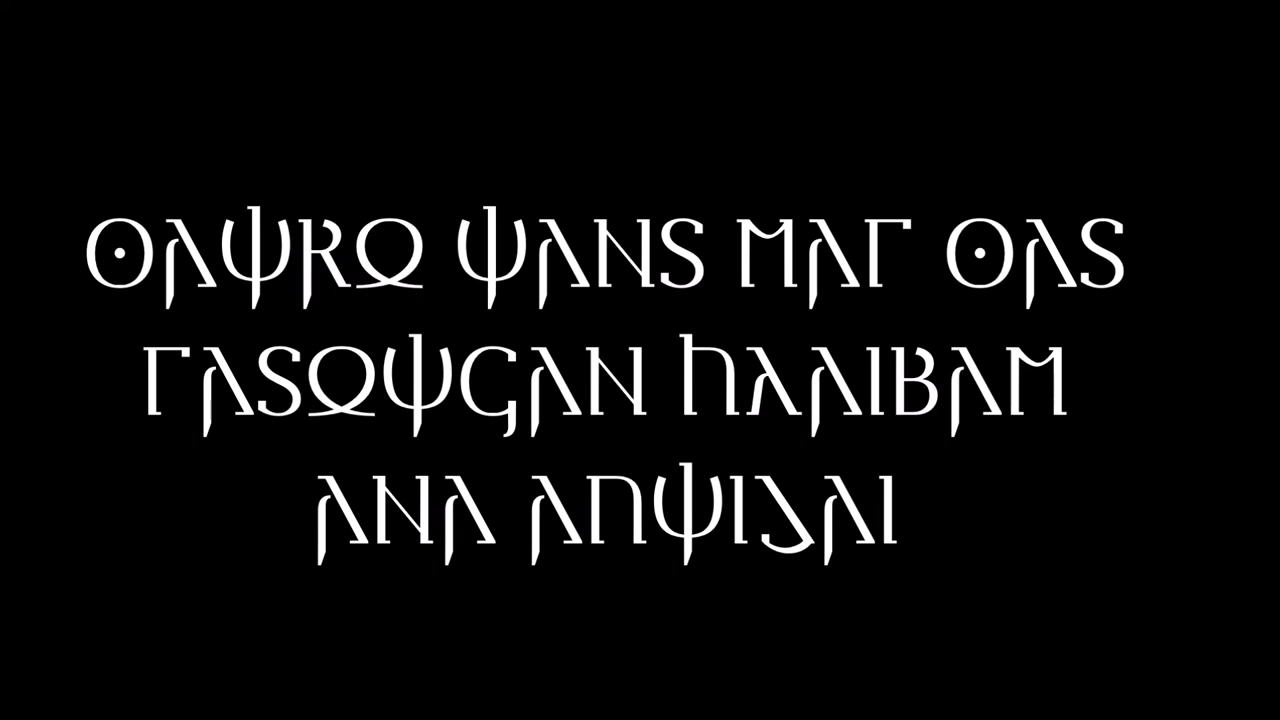 𐍈𐌰𐌸𐍂𐍉 𐌸𐌰𐌽𐍃 𐌼𐌰𐌲 𐍈𐌰𐍃
𐌲𐌰𐍃𐍉𐌸𐌾𐌰𐌽 𐌷𐌻𐌰𐌹𐌱𐌰𐌼
𐌰𐌽𐌰 𐌰𐌿𐌸𐌹𐌳𐌰𐌹